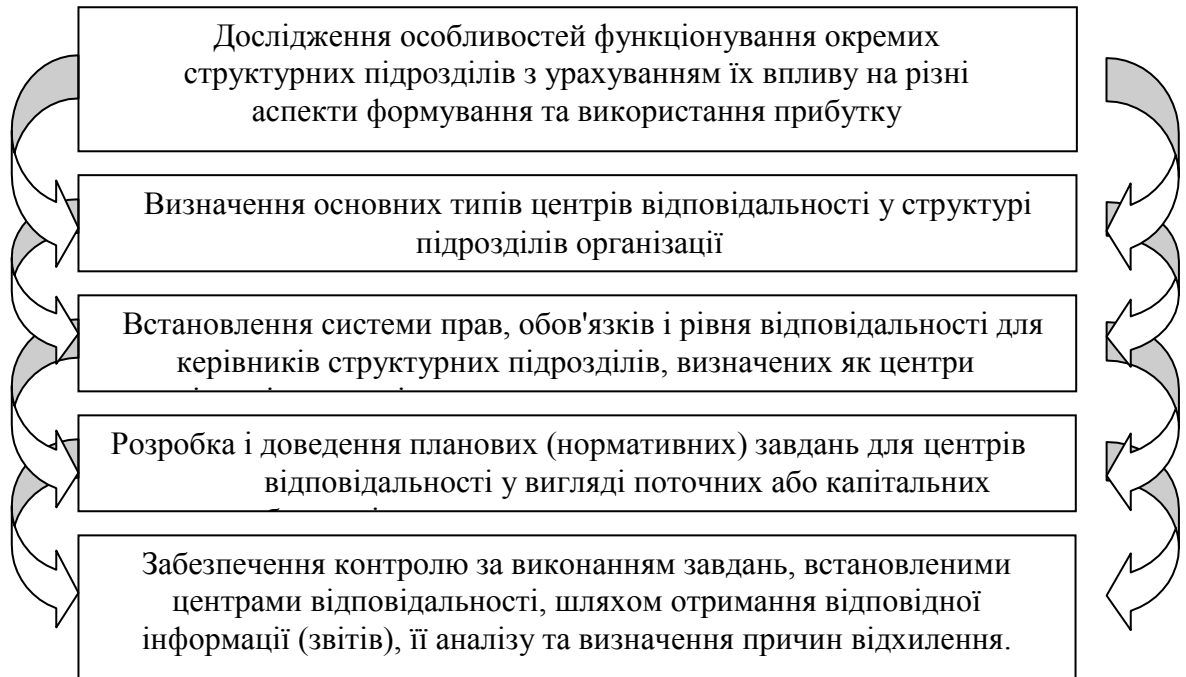 Дослідження особливостей функціонування окремих
структурних підрозділів з урахуванням їх впливу на різні
аспекти формування та використання прибутку
Визначення основних типів центрів відповідальності у структурі
підрозділів організації
Встановлення системи прав, обов'язків і рівня відповідальності для
керівників структурних підрозділів, визначених як центри
Розробка і доведення планових (нормативних) завдань для центрів
відповідальності у вигляді поточних або капітальних
Забезпечення контролю за виконанням завдань, встановленими
центрами відповідальності, шляхом отримання відповідної
інформації (звітів), її аналізу та визначення причин відхилення.